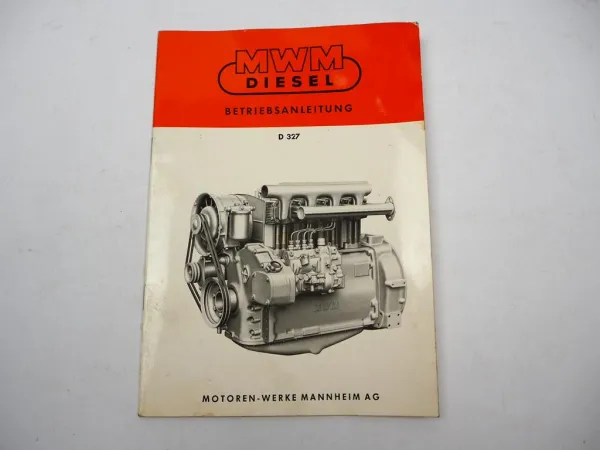 MWM
DIESEL
BETRIEBSANLEITUNG
D 327
MOTOREN-WERKE MANNHEIM AG